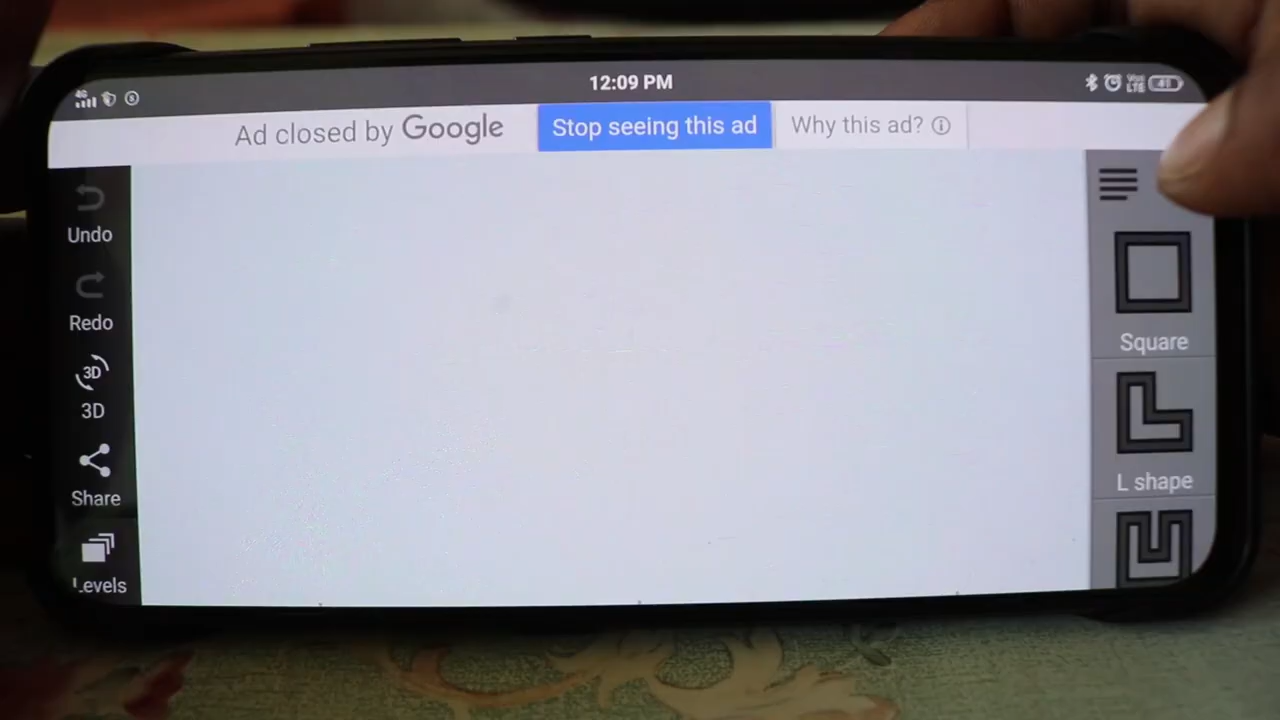 12:09 PM
4G
Ad closed by Google
Stop seeing this ad
Why this ad?
Undo
Redo
3D
3D
Share
Levels
Square
L shape